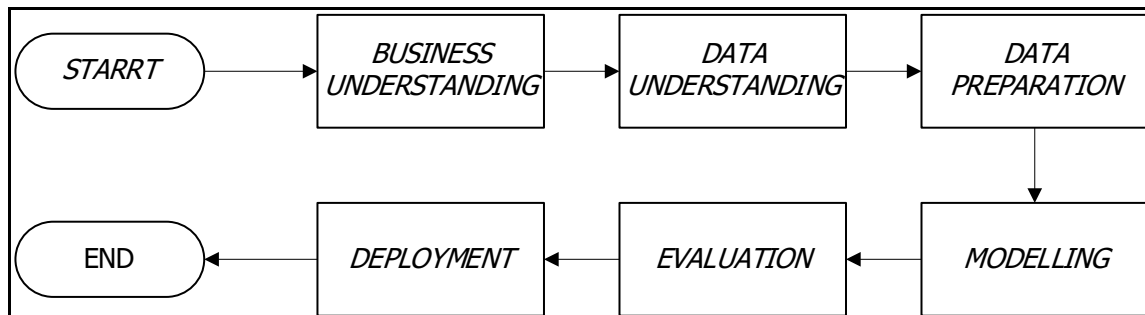 STARRT
BUSINESS
UNDERSTANDING
DATA
UNDERSTANDING
DATA
PREPARATION
END
DEPLOYMENT
EVALUATION
MODELLING